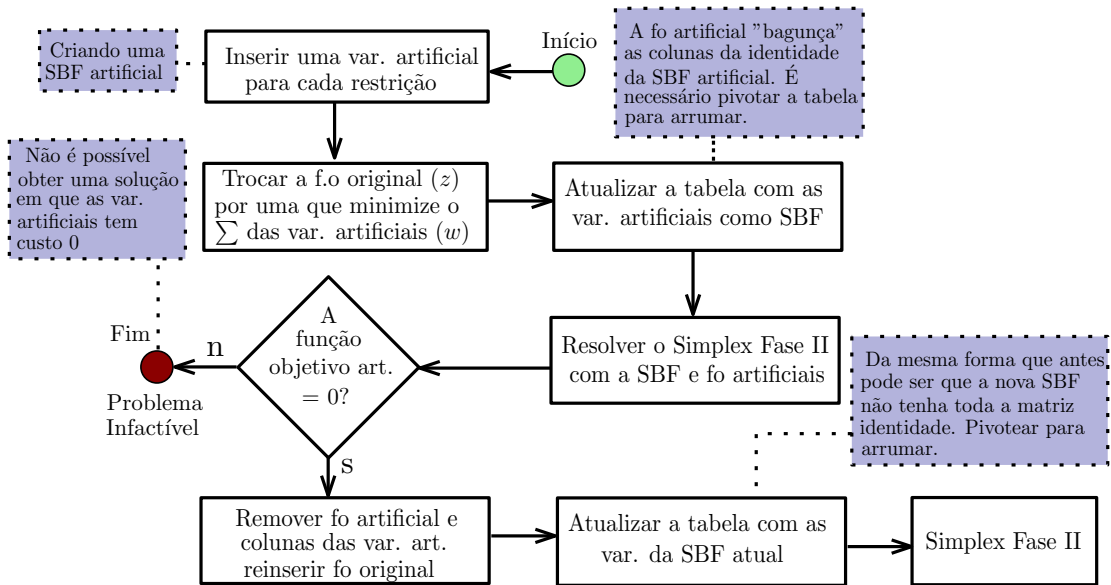 Início
Criando uma
SBF artificial
Inserir uma var. artificial
para cada restrição
A fo artificial "bagunça"
as colunas da identidade
da SBF artificial. É
necessário pivotar a tabela
para arrumar.
Não é possível
obter uma solução
em que as var.
artificiais tem
custo 0
Trocar a f.o original (z)
por uma que minimize o
∑ das var. artificiais (w)
Atualizar a tabela com as
var. artificiais como SBF
Resolver o Simplex Fase II
com a SBF e fo artificiais
A
função
objetivo art.
= 0?
n
Fim
Problema
Infactível
s
Da mesma forma que antes
pode ser que a nova SBF
não tenha toda a matriz
identidade. Pivotear para
arrumar.
Remover fo artificial e
colunas das var. art.
reinserir fo original
Atualizar a tabela com as
var. da SBF atual
Simplex Fase II